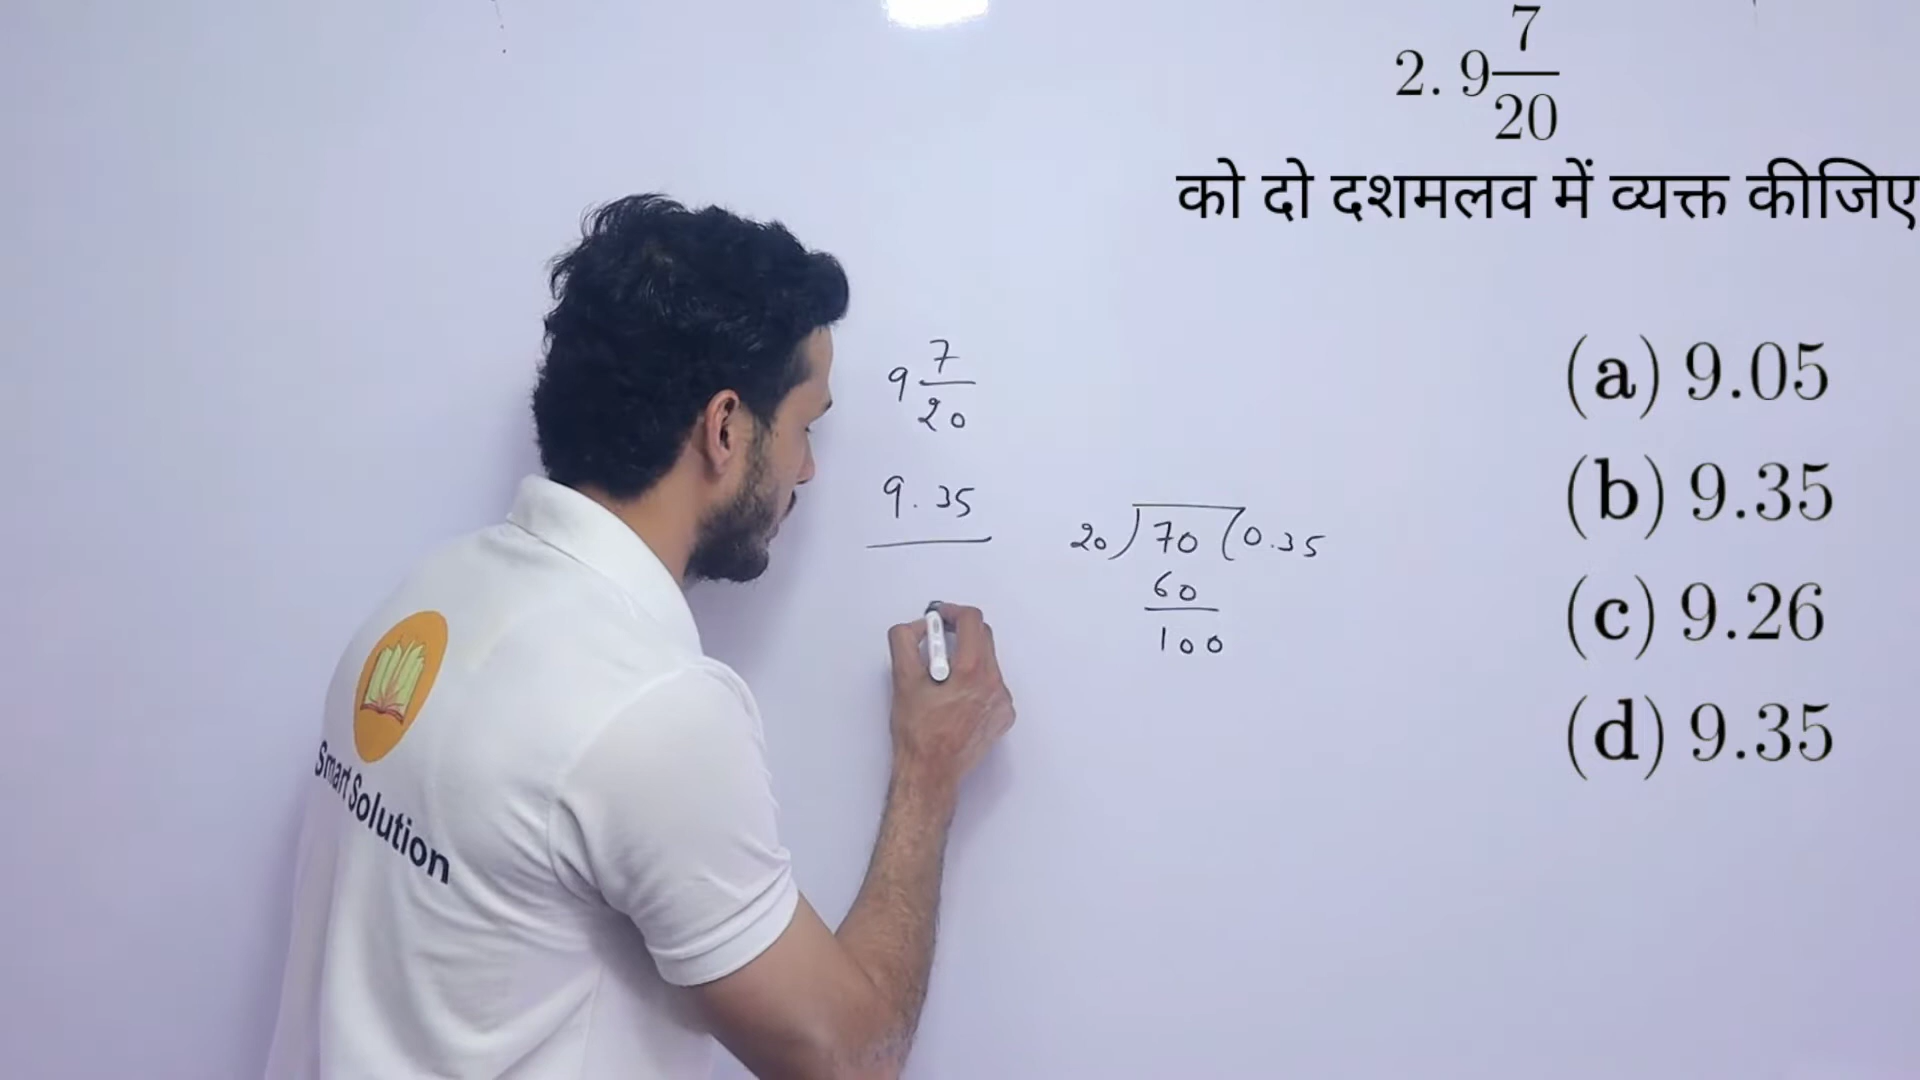 2. 9 7/20
को दो दशमलव में व्यक्त कीजिए
(a) 9.05
(b) 9.35
(c) 9.26
(d) 9.35
9 7/20
9.35
20)70(0.35
60
100
Smart Solution